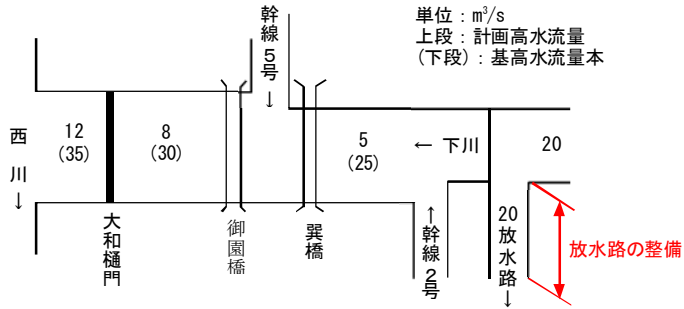 単位：m³/s
上段：計画高水流量
(下段)：基高水流量本
幹線5号
↓
西川
↓
12
(35)
8
(30)
5
(25)
← 下川
20
大和樋門
御園橋
巽橋
↑幹線2号
20
放水路
↓
放水路の整備